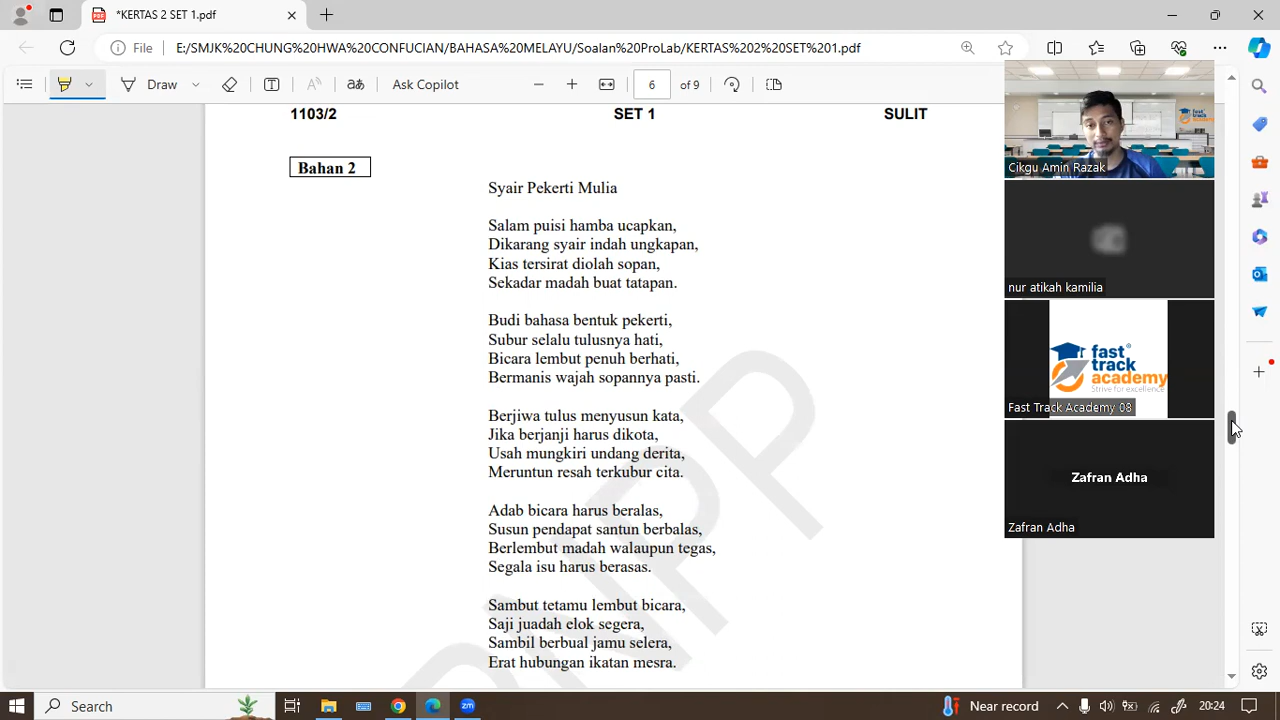 *KERTAS 2 SET 1.pdf
File
E:/SMJK%20CHUNG%20HWA%20CONFUCIAN/BAHASA%20MELAYU/Soalan%20ProLab/KERTAS%202%20SET%201.pdf
Draw
Ask Copilot
6
of 9
1103/2
SET 1
SULIT
Bahan 2
Syair Pekerti Mulia
Salam puisi hamba ucapkan,
Dikarang syair indah ungkapan,
Kias tersirat diolah sopan,
Sekadar madah buat tatapan.
Budi bahasa bentuk pekerti,
Subur selalu tulusnya hati,
Bicara lembut penuh berhati,
Bermanis wajah sopannya pasti.
Berjiwa tulus menyusun kata,
Jika berjanji harus dikota,
Usah mungkiri undang derita,
Meruntun resah terkubur cita.
Adab bicara harus beralas,
Susun pendapat santun berbalas,
Berlembut madah walaupun tegas,
Segala isu harus berasas.
Sambut tetamu lembut bicara,
Saji juadah elok segera,
Sambil berbual jamu selera,
Erat hubungan ikatan mesra.
Cikgu Amin Razak
nur atikah kamilia
fast
track
academy
Strive for excellence
Fast Track Academy 08
Zafran Adha
Zafran Adha
Search
Near record
20:24